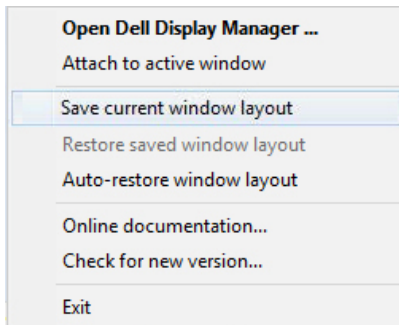 Open Dell Display Manager ...
Attach to active window
Save current window layout
Restore saved window layout
Auto-restore window layout
Online documentation...
Check for new version...
Exit